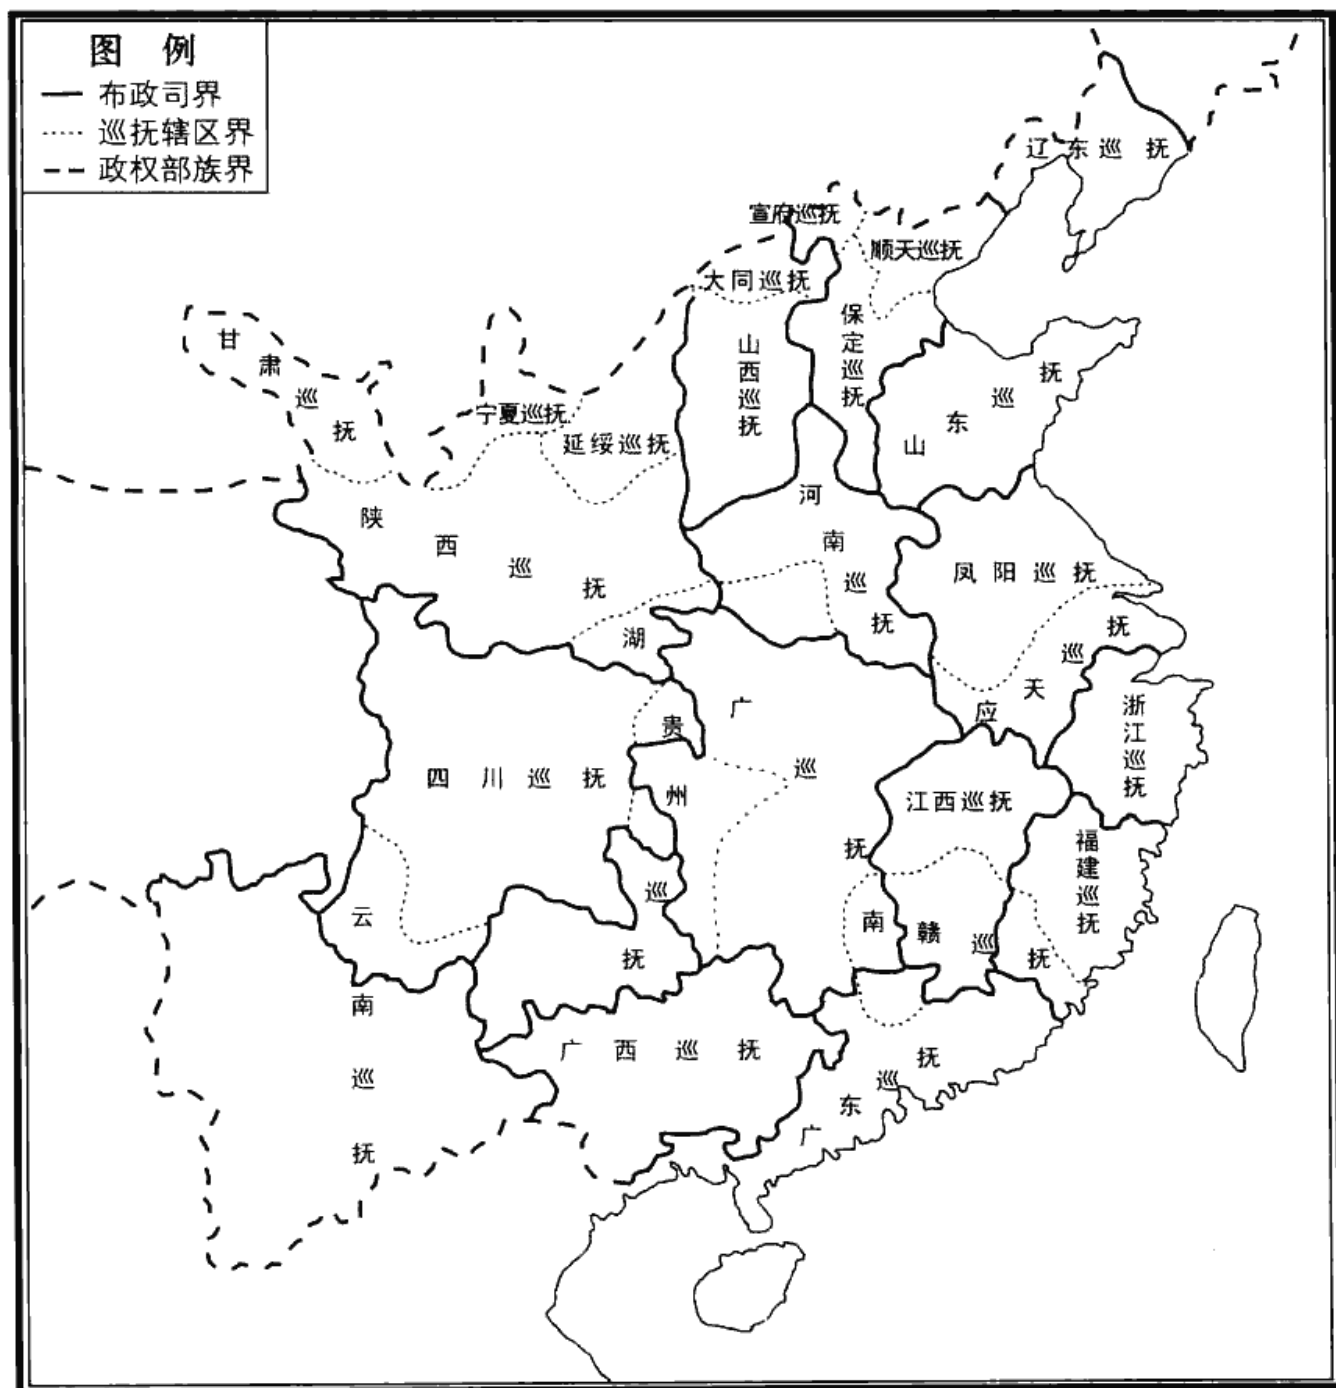 图 例
布政司界
巡抚辖区界
政权部族界
辽东巡抚
宣府巡抚
顺天巡抚
大同巡抚
保定巡抚
山西巡抚
山东巡抚
甘肃巡抚
宁夏巡抚
延绥巡抚
陕西巡抚
河南巡抚
凤阳巡抚
应天巡抚
浙江巡抚
湖广巡抚
四川巡抚
贵州巡抚
江西巡抚
福建巡抚
南赣巡抚
云南巡抚
广西巡抚
广东巡抚